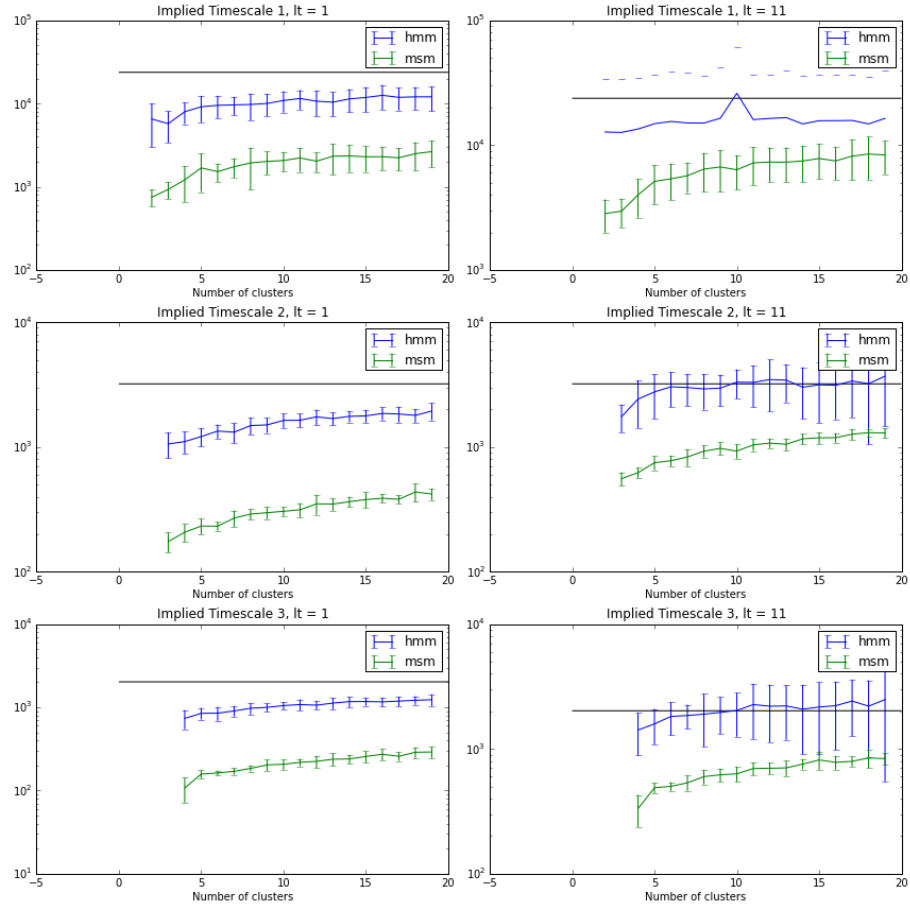 Implied Timescale 1, lt = 1
10^5
hmm
msm
10^4
10^3
10^2
-5 0 5 10 15 20
Number of clusters
Implied Timescale 1, lt = 11
10^5
hmm
msm
10^4
10^3
-5 0 5 10 15 20
Number of clusters
Implied Timescale 2, lt = 1
10^4
hmm
msm
10^3
10^2
-5 0 5 10 15 20
Number of clusters
Implied Timescale 2, lt = 11
10^4
hmm
msm
10^3
10^2
-5 0 5 10 15 20
Number of clusters
Implied Timescale 3, lt = 1
10^4
hmm
msm
10^3
10^2
10^1
-5 0 5 10 15 20
Number of clusters
Implied Timescale 3, lt = 11
10^4
hmm
msm
10^3
10^2
-5 0 5 10 15 20
Number of clusters